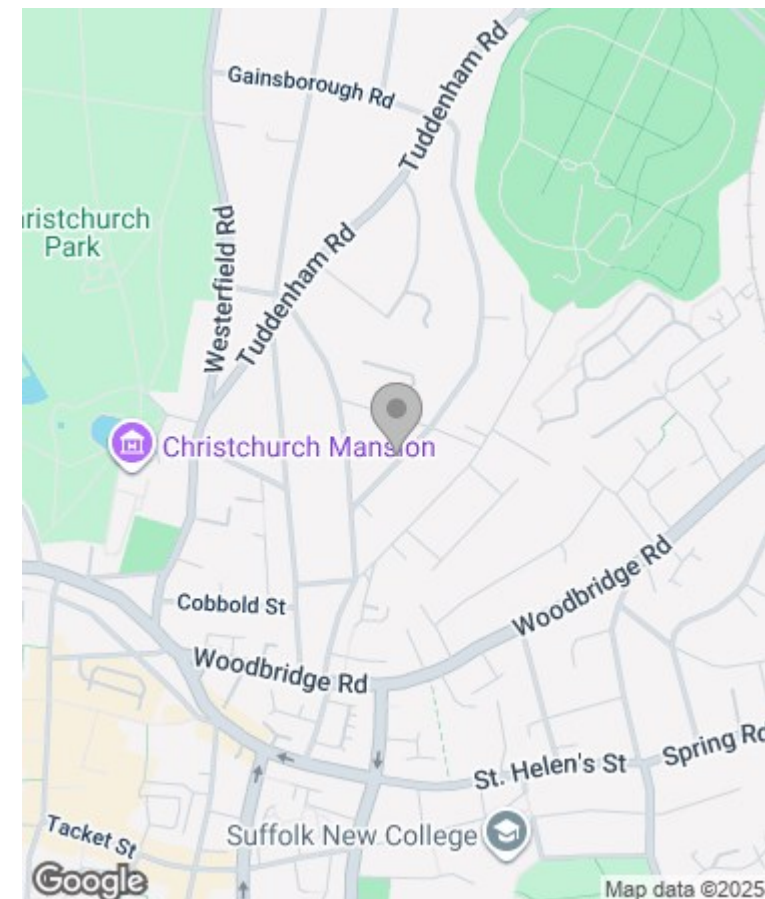 Gainsborough Rd
Tuddenham Rd
ristchurch
Park
Westerfield Rd
Tuddenham Rd
Christchurch Mansion
Cobbold St
Woodbridge Rd
Woodbridge Rd
St. Helen's St
Spring Rd
Tacket St
Suffolk New College
Google
Map data ©2025